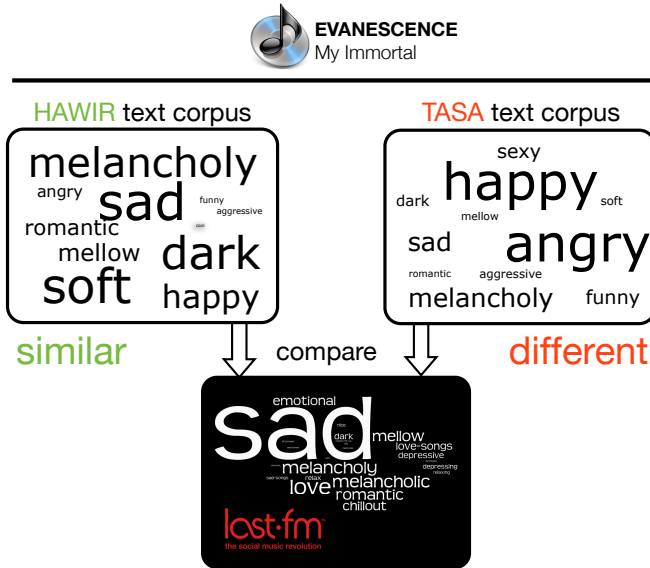 EVANESCENCE
My Immortal
HAWIR text corpus
TASA text corpus
melancholy
angry
sad
funny
aggressive
romantic
mellow
dark
soft
happy
sexy
happy
dark
soft
mellow
sad
angry
romantic
aggressive
melancholy
funny
similar
compare
different
emotional
sad
dark
mellow
love-songs
depressive
melancholy
depressing
relaxing
sad-songs
relax
love
melancholic
romantic
chillout
last·fm
the social music revolution